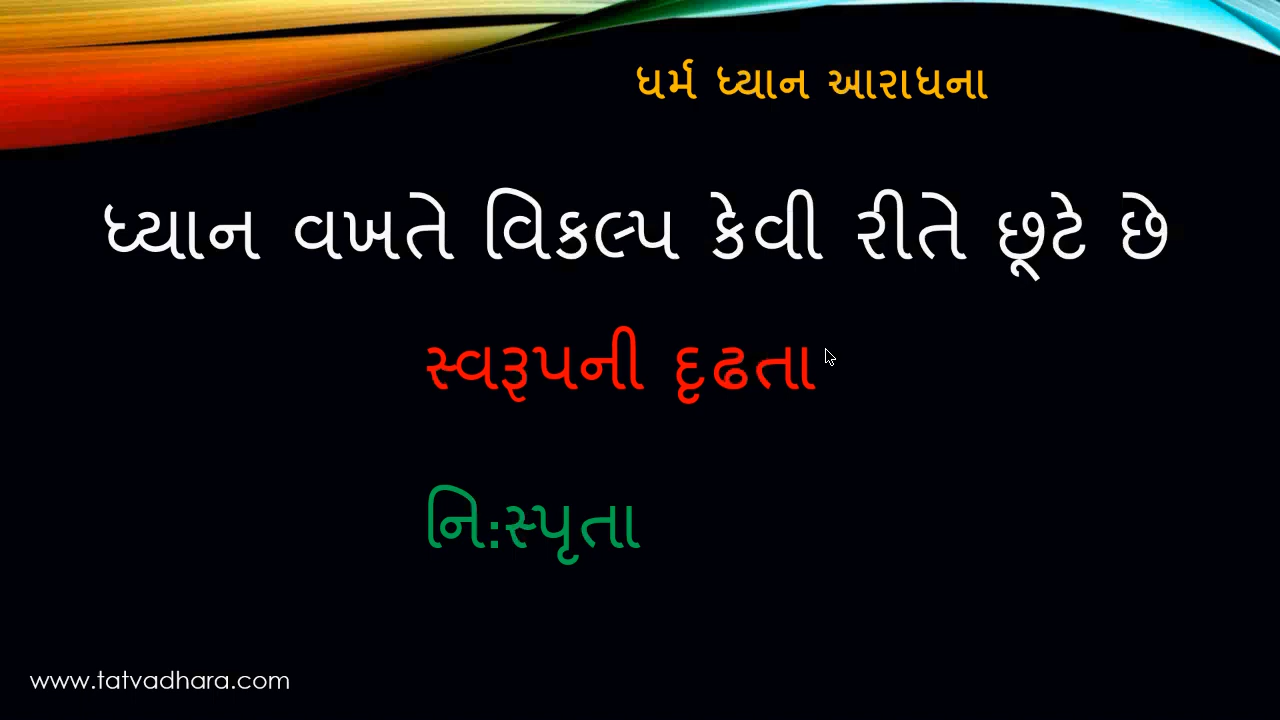 ધર્મ ધ્યાન આરાધના
ધ્યાન વખતે વિકલ્પ કેવી રીતે છૂટે છે
સ્વરૂપની દૃઢતા
નિ:સ્પૃતા
www.tatvadhara.com